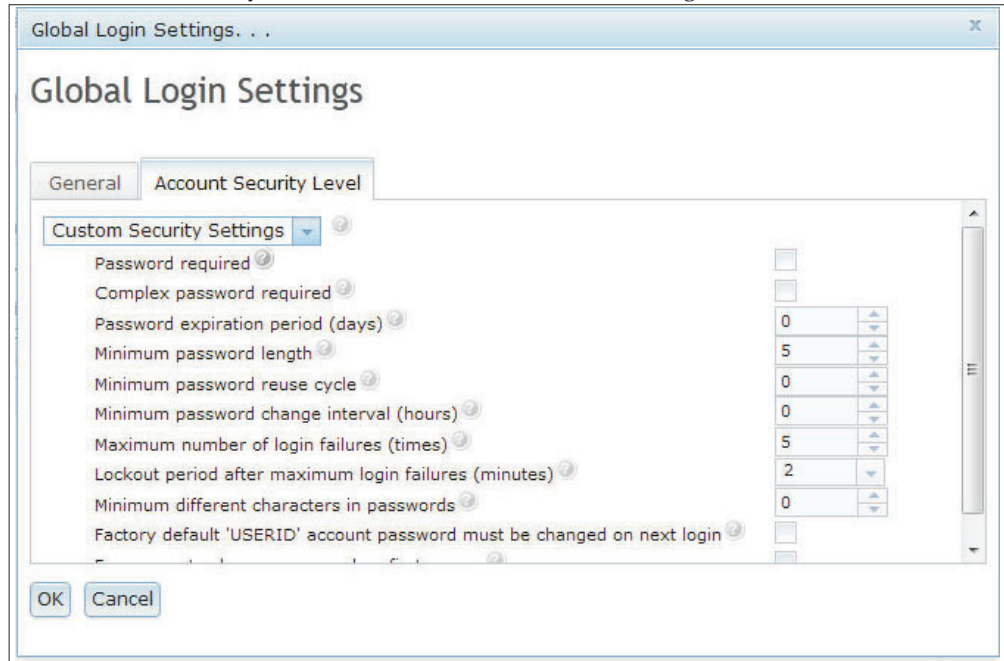 Global Login Settings. . .
x
Global Login Settings
General Account Security Level
Custom Security Settings ?
Password required ?
Complex password required ?
Password expiration period (days) ? 0
Minimum password length ? 5
Minimum password reuse cycle ? 0
Minimum password change interval (hours) ? 0
Maximum number of login failures (times) ? 5
Lockout period after maximum login failures (minutes) ? 2
Minimum different characters in passwords ? 0
Factory default 'USERID' account password must be changed on next login ?
OK Cancel